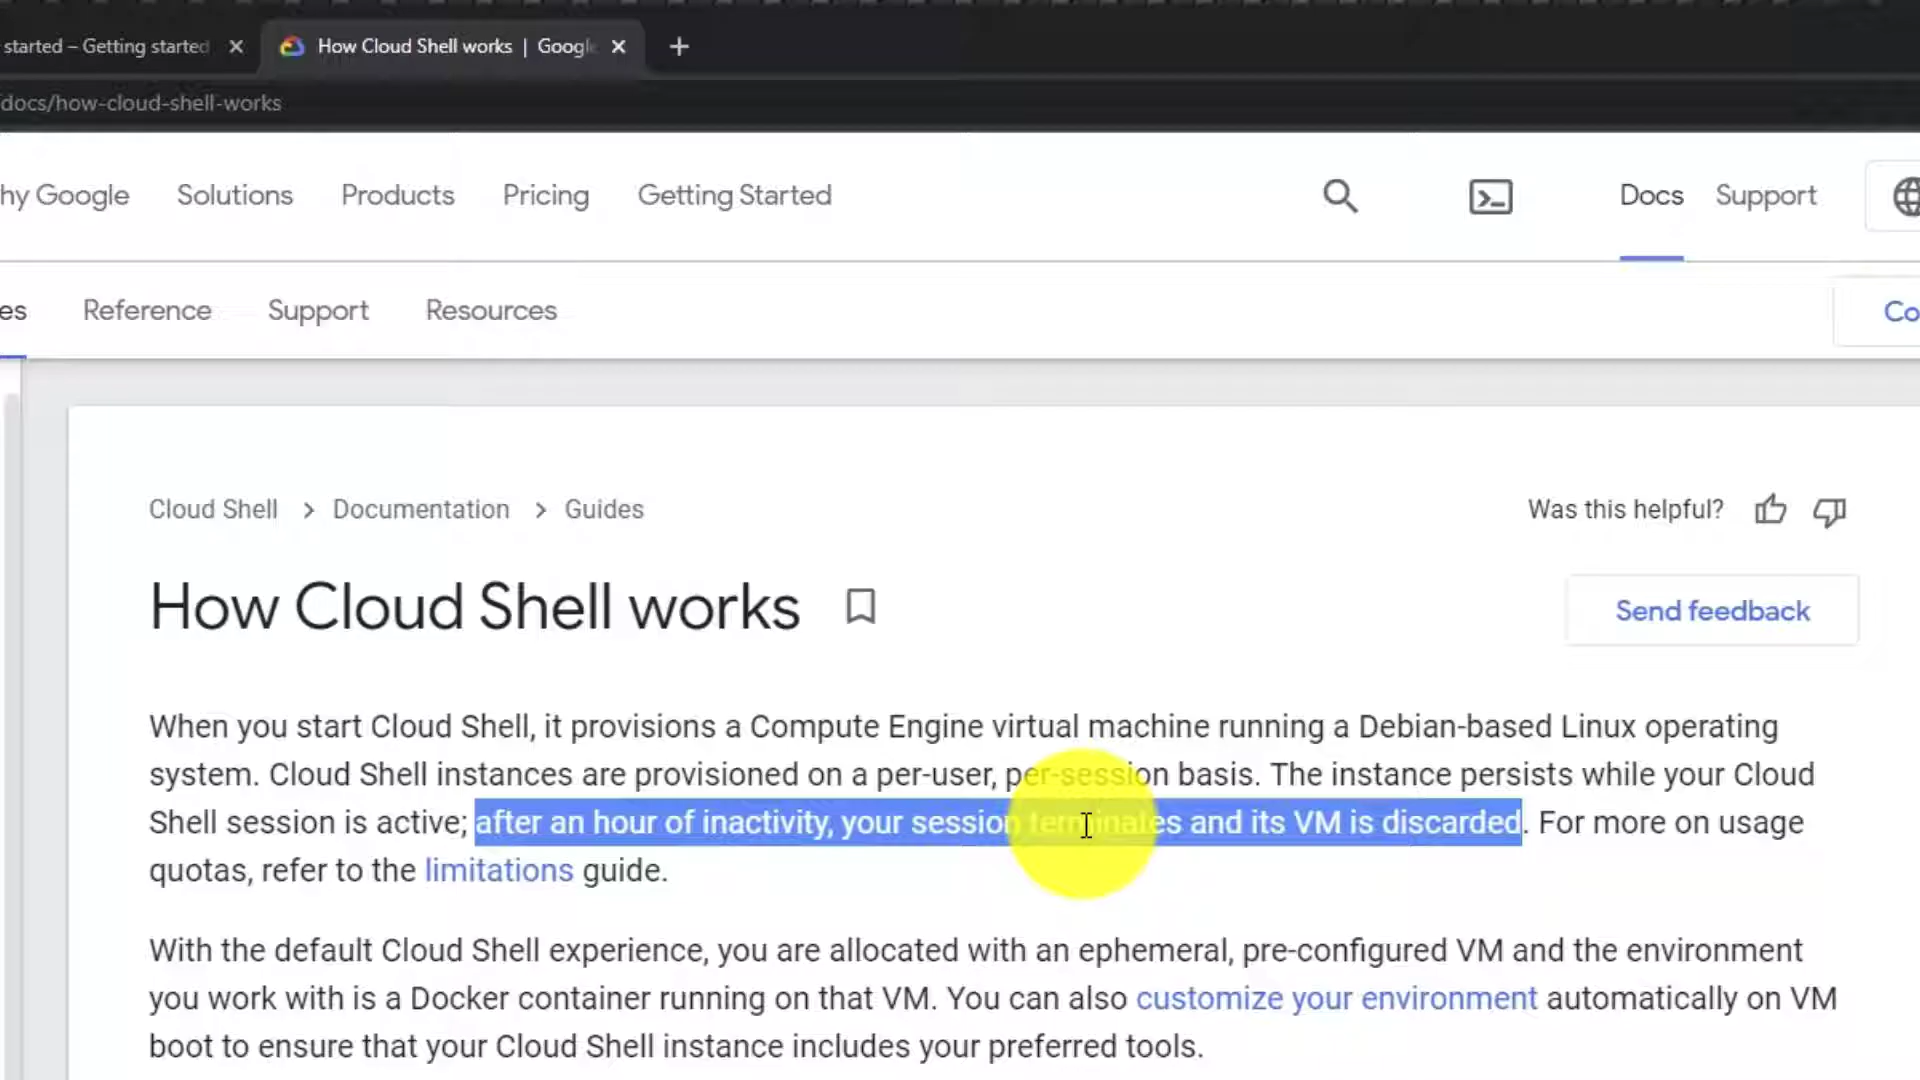 started – Getting started
How Cloud Shell works | Googl
docs/how-cloud-shell-works
hy Google Solutions Products Pricing Getting Started Docs Support
es Reference Support Resources Co
Cloud Shell > Documentation > Guides Was this helpful?
How Cloud Shell works
Send feedback
When you start Cloud Shell, it provisions a Compute Engine virtual machine running a Debian-based Linux operating
system. Cloud Shell instances are provisioned on a per-user, per-session basis. The instance persists while your Cloud
Shell session is active; after an hour of inactivity, your session terminates and its VM is discarded. For more on usage
quotas, refer to the limitations guide.
With the default Cloud Shell experience, you are allocated with an ephemeral, pre-configured VM and the environment
you work with is a Docker container running on that VM. You can also customize your environment automatically on VM
boot to ensure that your Cloud Shell instance includes your preferred tools.